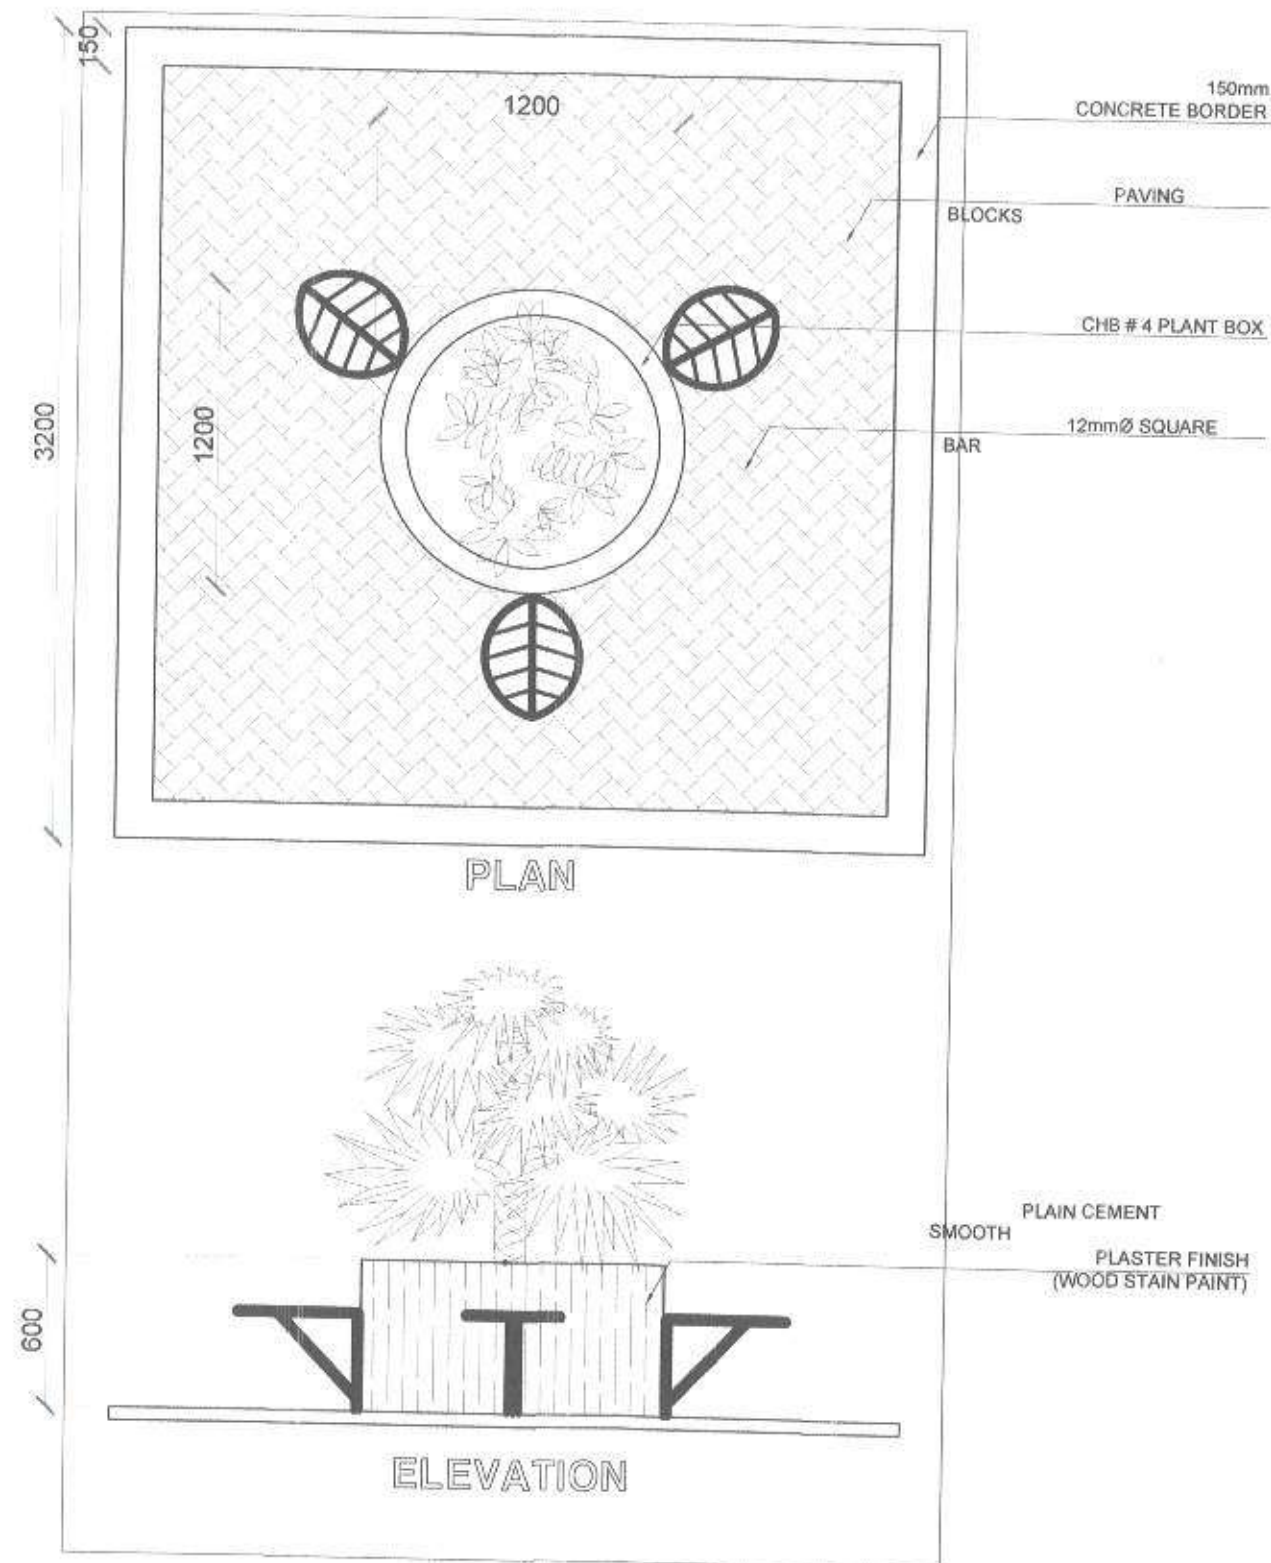 150
1200
150mm
CONCRETE BORDER
PAVING
BLOCKS
CHB # 4 PLANT BOX
3200
1200
12mmØ SQUARE
BAR
PLAN
PLAIN CEMENT
SMOOTH
PLASTER FINISH
(WOOD STAIN PAINT)
600
ELEVATION